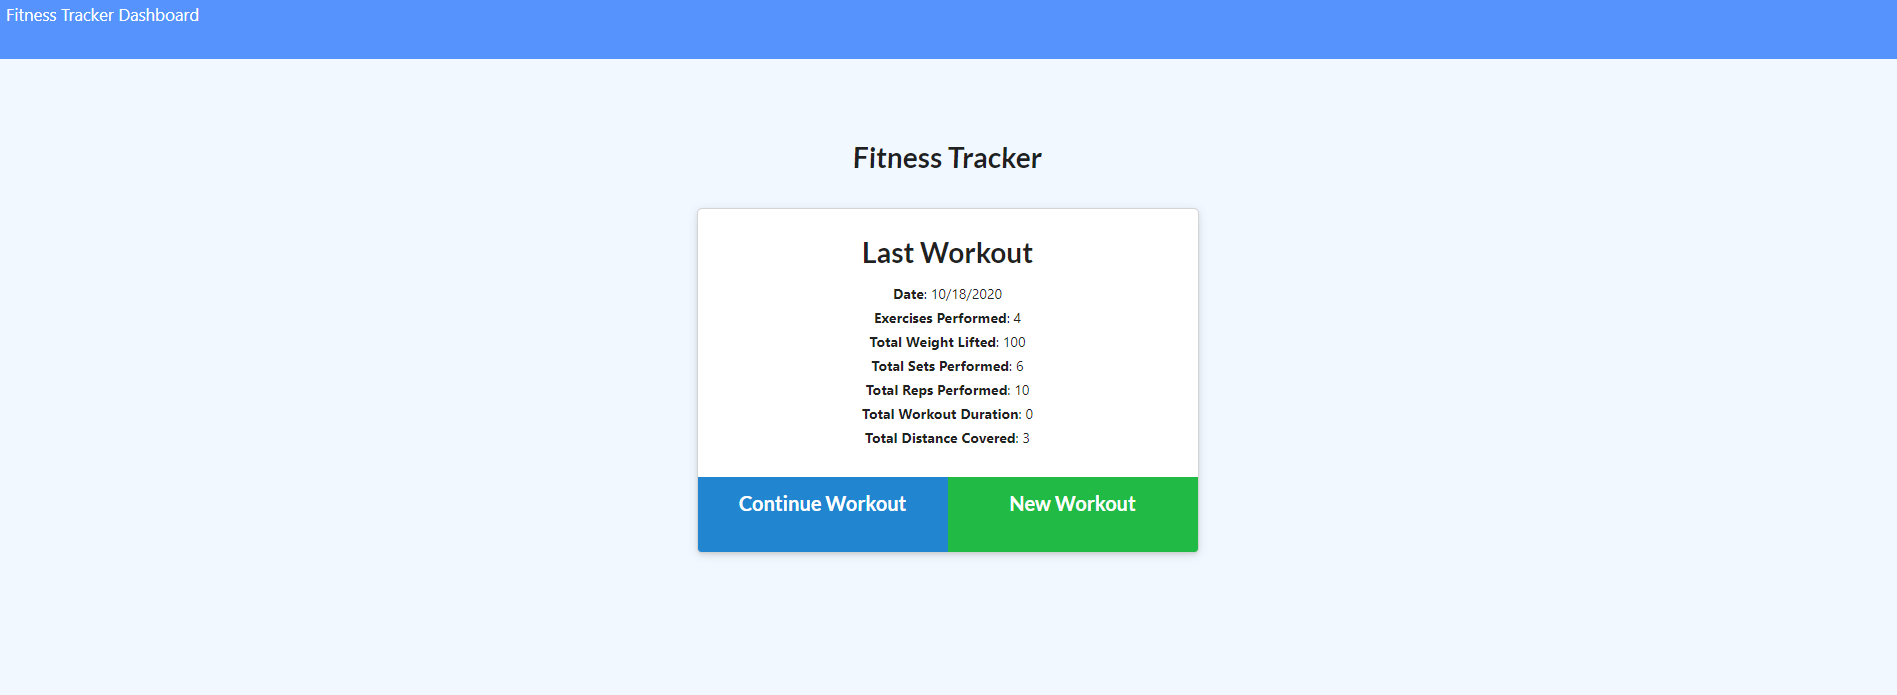 Fitness Tracker Dashboard
Fitness Tracker
Last Workout
Date: 10/18/2020
Exercises Performed: 4
Total Weight Lifted: 100
Total Sets Performed: 6
Total Reps Performed: 10
Total Workout Duration: 0
Total Distance Covered: 3
Continue Workout New Workout